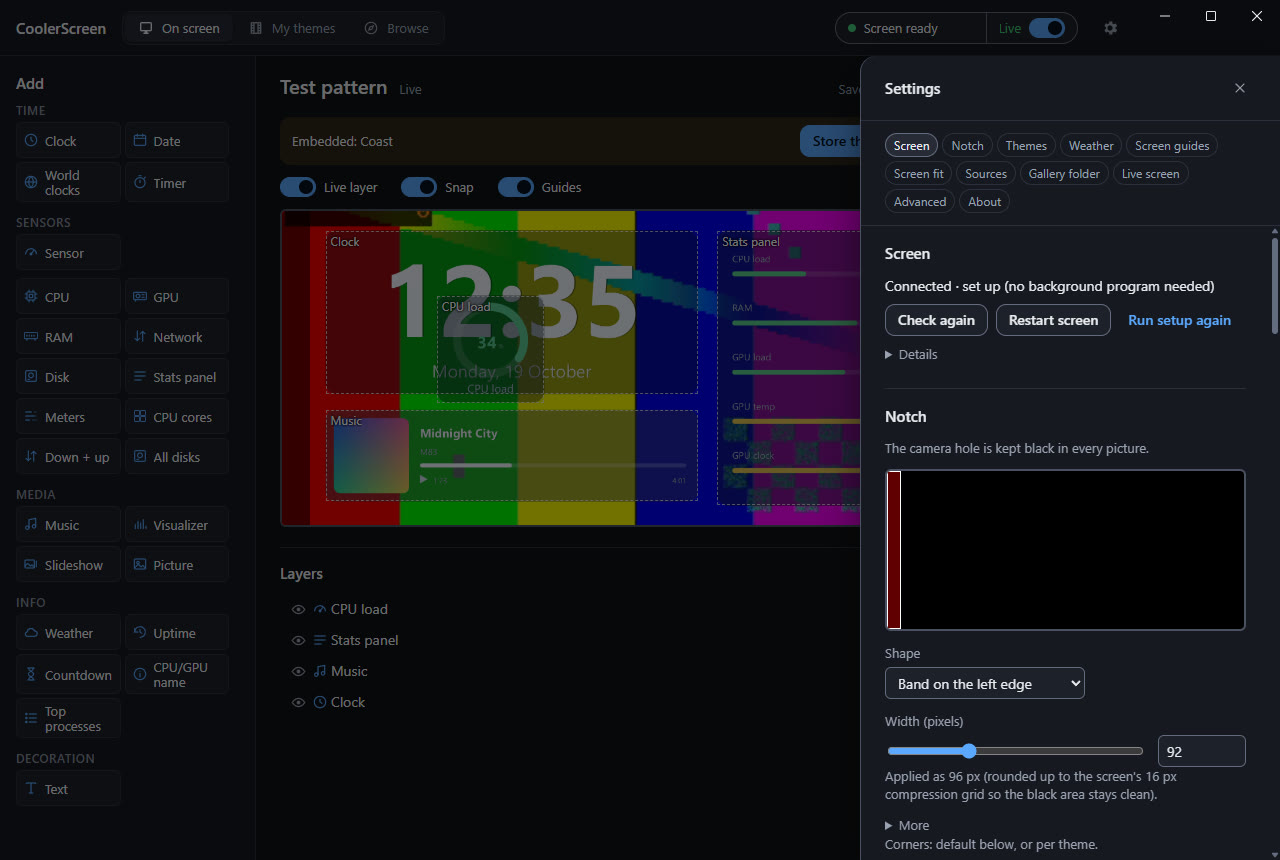 CoolerScreen
On screen
My themes
Browse
Screen ready
Live
Add
TIME
Clock
Date
World clocks
Timer
SENSORS
Sensor
CPU
GPU
RAM
Network
Disk
Stats panel
Meters
CPU cores
Down + up
All disks
MEDIA
Music
Visualizer
Slideshow
Picture
INFO
Weather
Uptime
Countdown
CPU/GPU name
Top processes
DECORATION
Text
Test pattern
Live
Embedded: Coast
Live layer
Snap
Guides
Clock
12:35
CPU load
34
Monday, 19 October
CPU load
Music
Midnight City
M83
1:23
4:01
Stats panel
CPU load
RAM
GPU load
GPU temp
GPU clock
Layers
CPU load
Stats panel
Music
Clock
Settings
Screen
Notch
Themes
Weather
Screen guides
Screen fit
Sources
Gallery folder
Live screen
Advanced
About
Screen
Connected · set up (no background program needed)
Check again
Restart screen
Run setup again
Details
Notch
The camera hole is kept black in every picture.
Shape
Band on the left edge
Width (pixels)
92
Applied as 96 px (rounded up to the screen's 16 px
compression grid so the black area stays clean).
More
Corners: default below, or per theme.